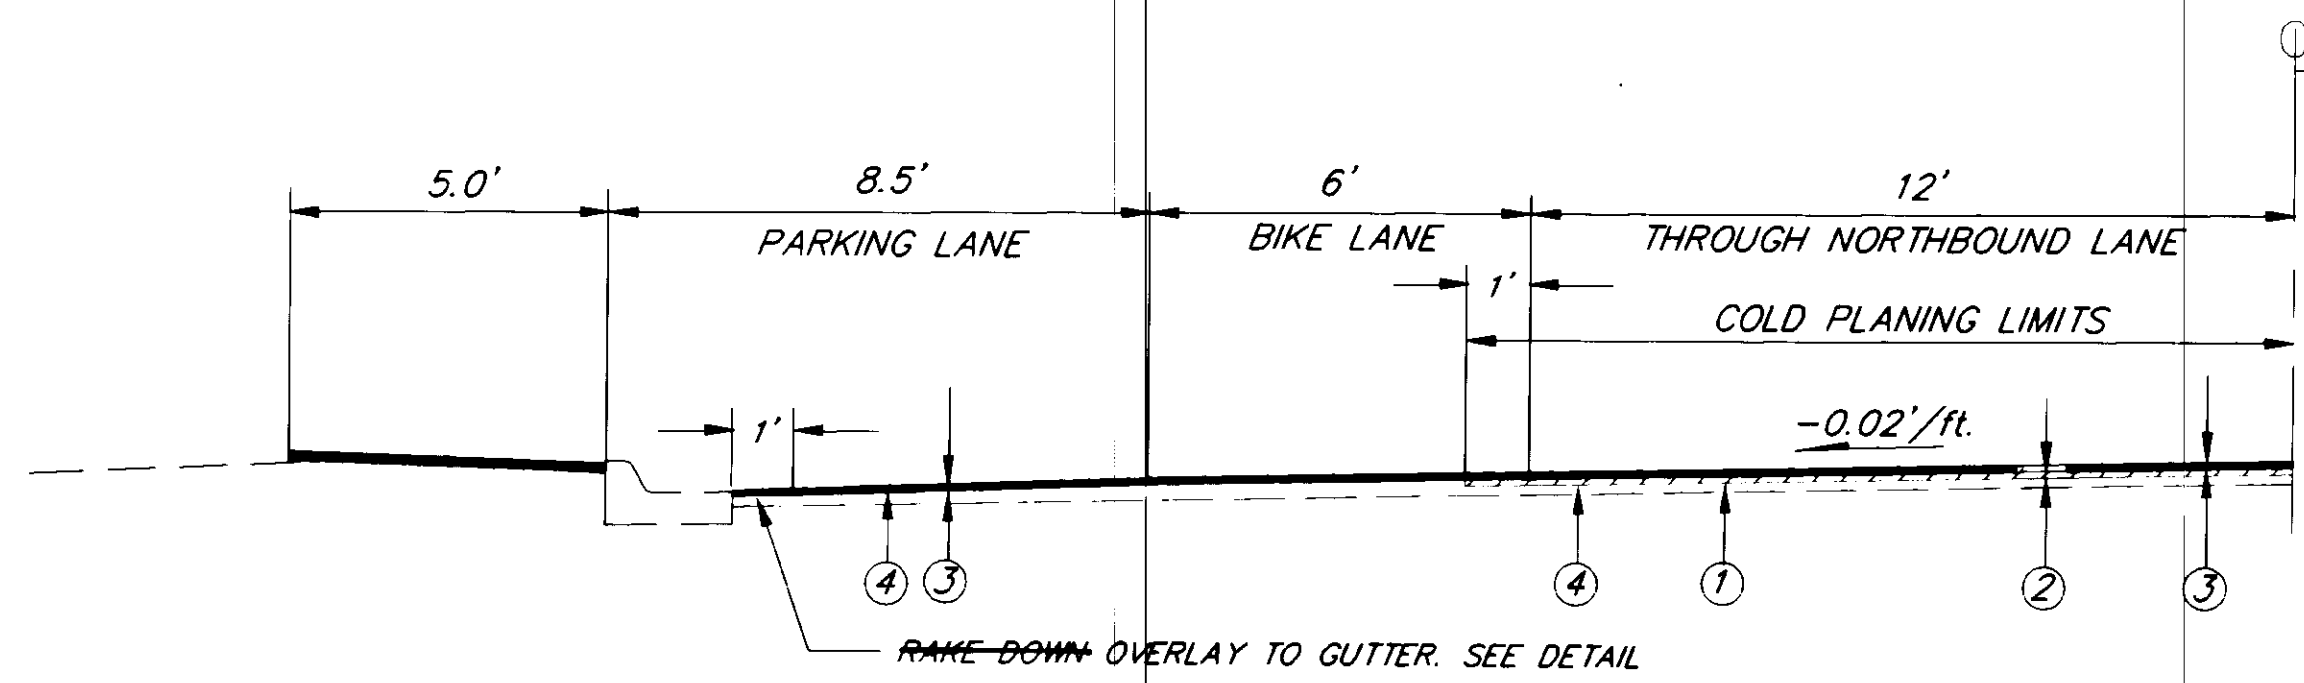 5.0' 8.5' 6' 12'
PARKING LANE BIKE LANE THROUGH NORTHBOUND LANE
1'
COLD PLANING LIMITS
1' -0.02'/ft.
4 3 4 1 2 3
RAKE DOWN OVERLAY TO GUTTER. SEE DETAIL